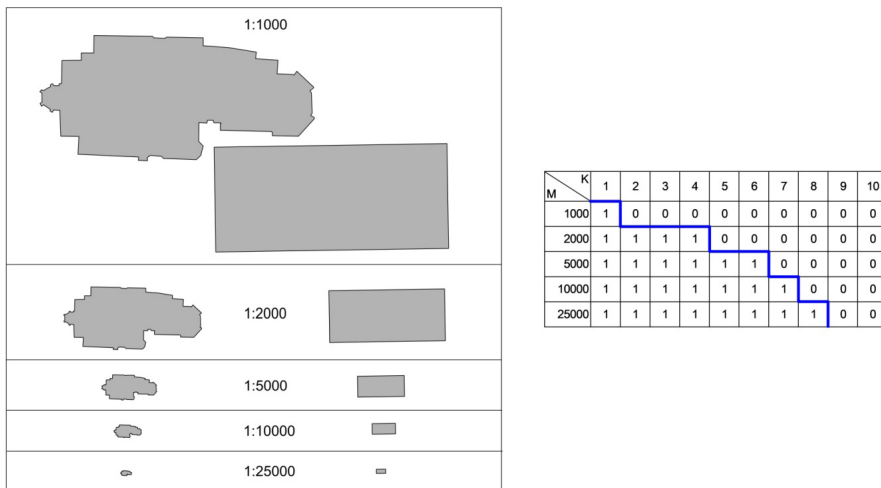 1:1000
1:2000
1:5000
1:10000
1:25000
K 1 2 3 4 5 6 7 8 9 10
M
1000 1 0 0 0 0 0 0 0 0 0
2000 1 1 1 1 0 0 0 0 0 0
5000 1 1 1 1 1 1 0 0 0 0
10000 1 1 1 1 1 1 1 0 0 0
25000 1 1 1 1 1 1 1 1 0 0